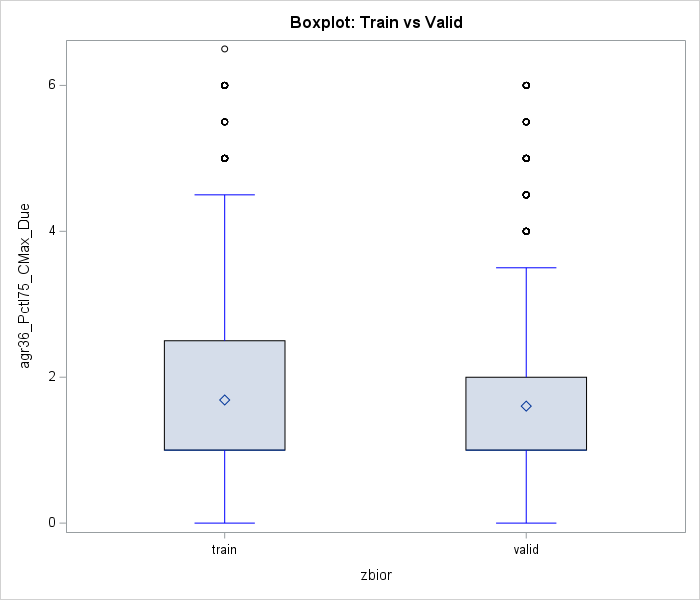 Boxplot: Train vs Valid
agr36_Pctl75_CMax_Due
6
4
2
0
train
valid
zbior